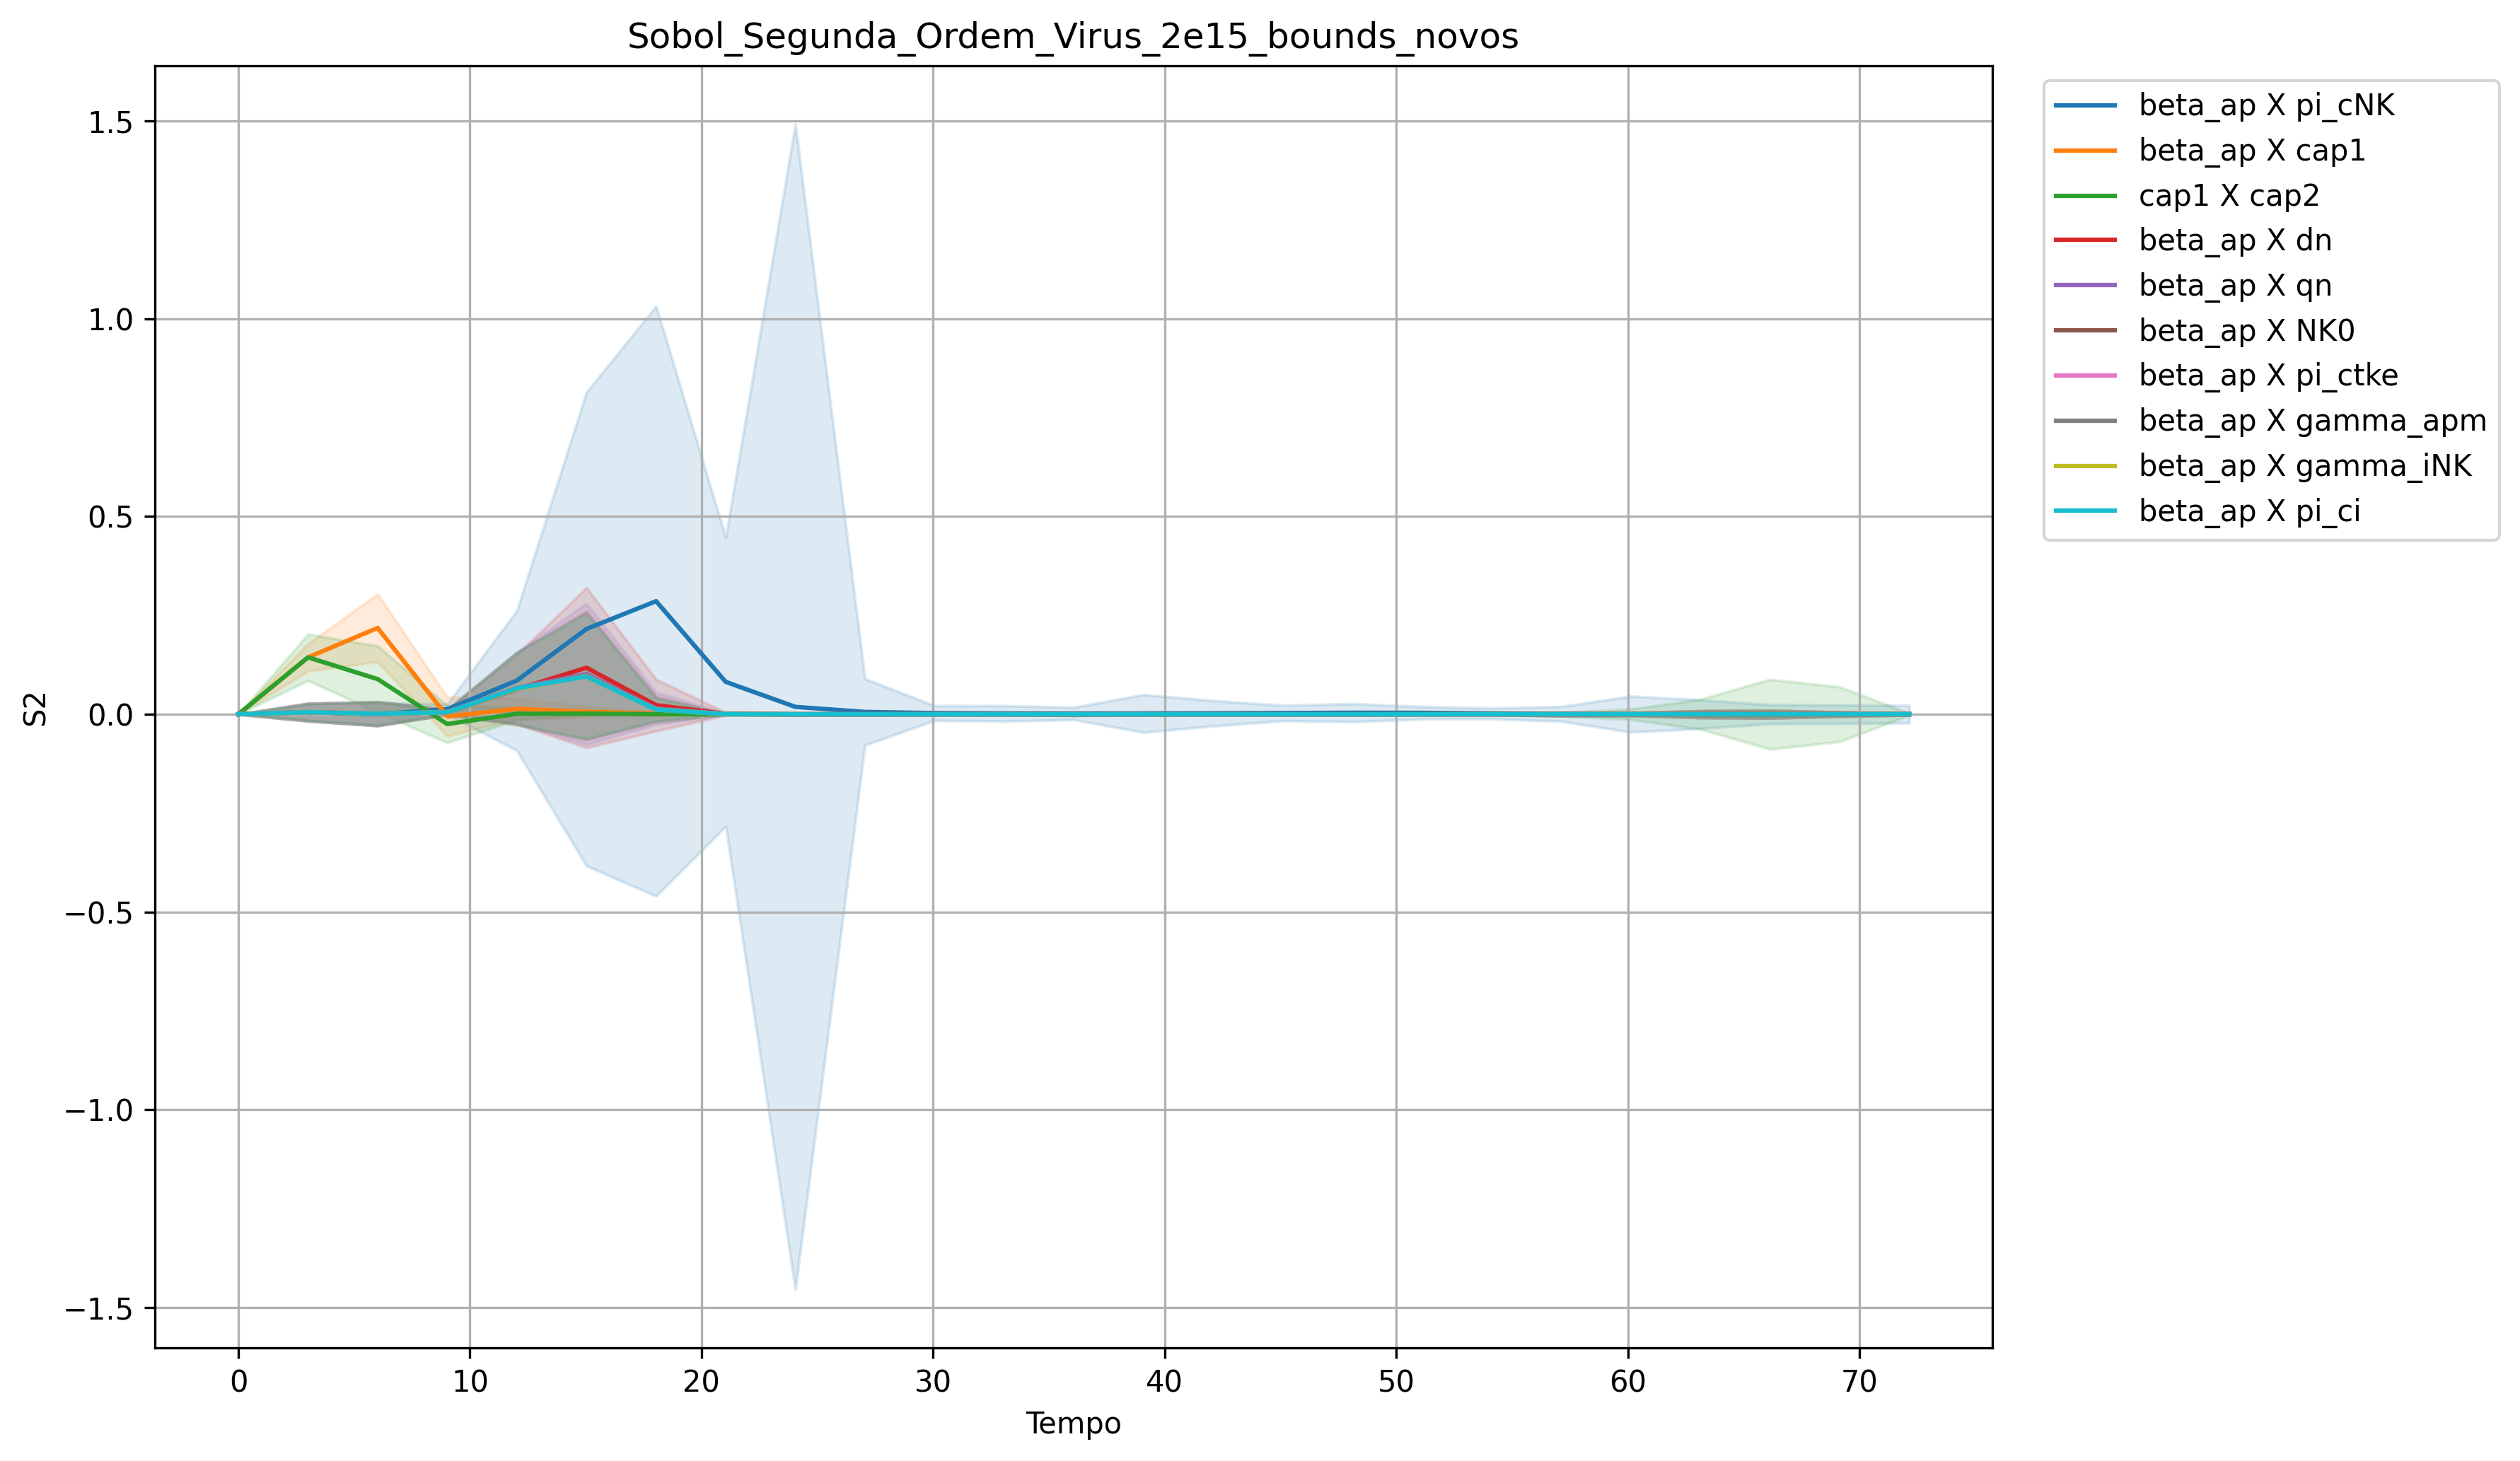 Sobol_Segunda_Ordem_Virus_2e15_bounds_novos
S2
1.5
1.0
0.5
0.0
−0.5
−1.0
−1.5
0 10 20 30 40 50 60 70
Tempo
beta_ap X pi_cNK
beta_ap X cap1
cap1 X cap2
beta_ap X dn
beta_ap X qn
beta_ap X NK0
beta_ap X pi_ctke
beta_ap X gamma_apm
beta_ap X gamma_iNK
beta_ap X pi_ci